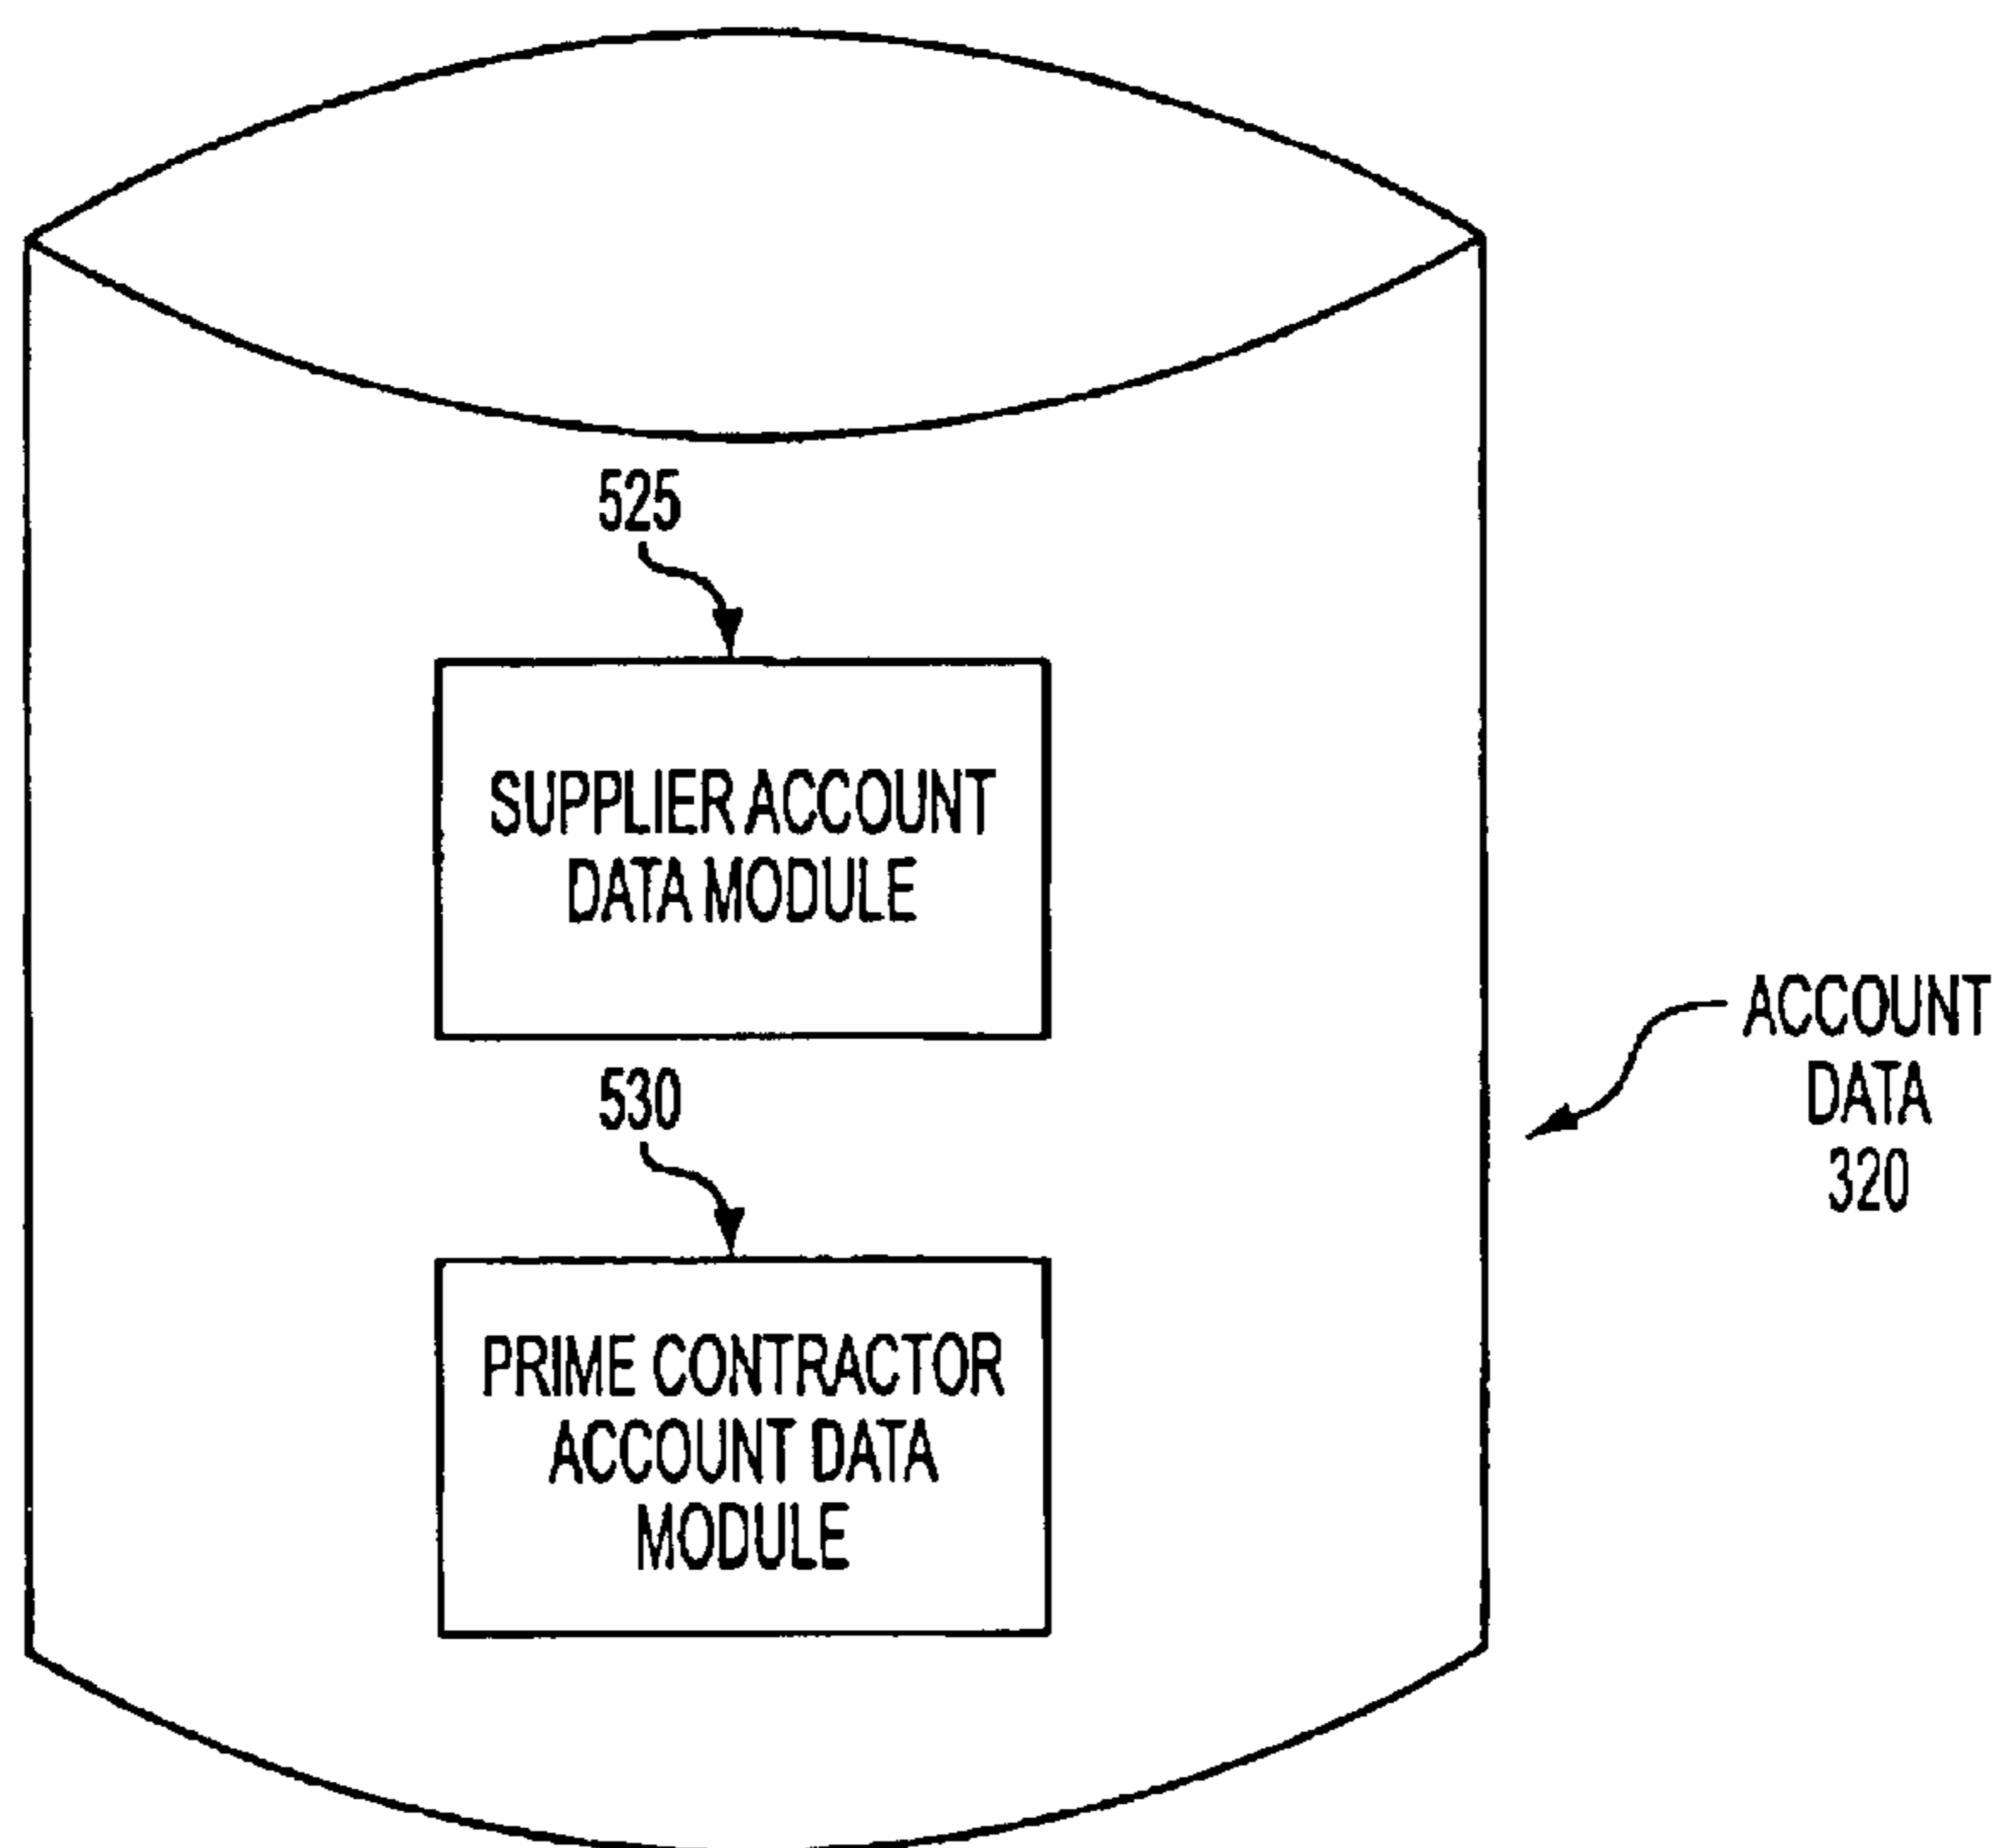 525
SUPPLIER ACCOUNT
DATA MODULE
530
PRIME CONTRACTOR
ACCOUNT DATA
MODULE
ACCOUNT
DATA
320